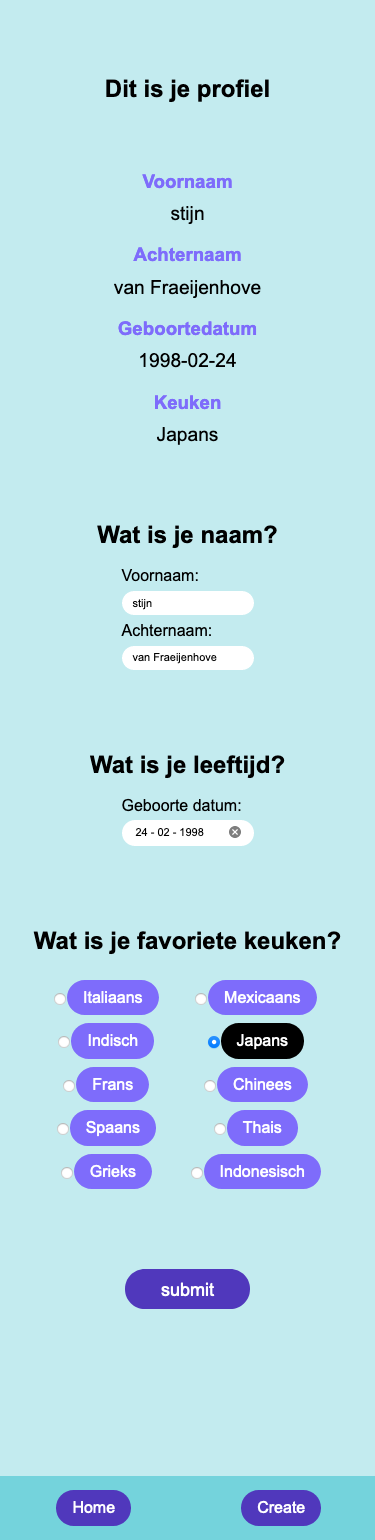 Dit is je profiel
Voornaam
stijn
Achternaam
van Fraeijenhove
Geboortedatum
1998-02-24
Keuken
Japans
Wat is je naam?
Voornaam:
stijn
Achternaam:
van Fraeijenhove
Wat is je leeftijd?
Geboorte datum:
24 - 02 - 1998
Wat is je favoriete keuken?
Italiaans Mexicaans
Indisch Japans
Frans Chinees
Spaans Thais
Grieks Indonesisch
submit
Home Create